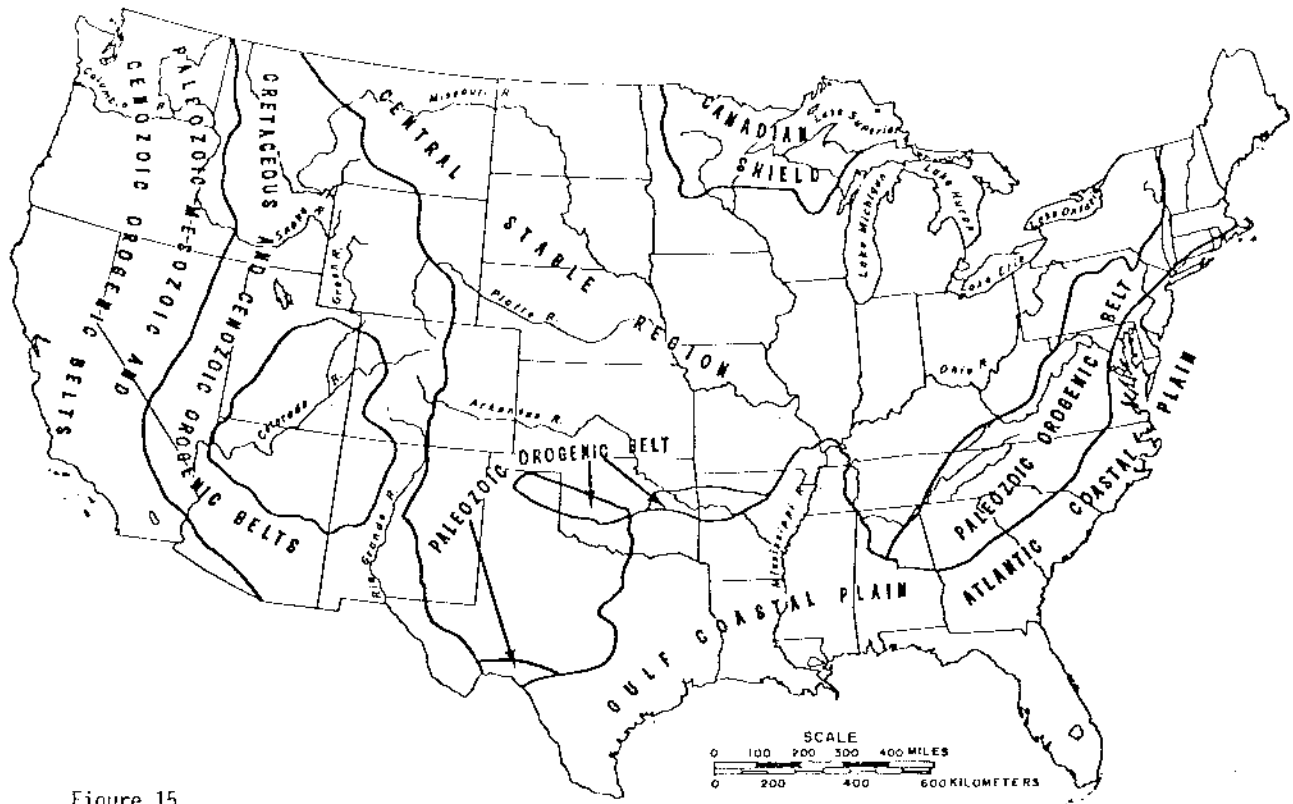 Columbia R.
PALEOZOIC-MESOZOIC AND
CENOZOIC OROGENIC BELTS
CRETACEOUS AND CENOZOIC OROGENIC BELTS
CENTRAL
STABLE
REGION
Missouri R.
CANADIAN
SHIELD
Lake Superior
Lake Michigan
Lake Huron
Lake Ontario
Lake Erie
Snake R.
Green R.
Platte R.
Ohio R.
Colorado R.
Arkansas R.
Rio Grande R.
Mississippi R.
PALEOZOIC OROGENIC BELT
PALEOZOIC OROGENIC BELT
ATLANTIC COASTAL PLAIN
GULF COASTAL PLAIN
SCALE
0 100 200 300 400 MILES
0 200 400 600 KILOMETERS
Figure 15